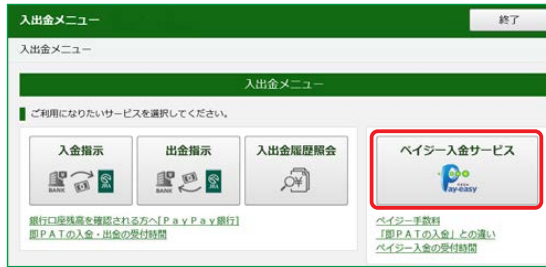 入出金メニュー
終了
入出金メニュー
入出金メニュー
ご利用になりたいサービスを選択してください。
入金指示
出金指示
入出金履歴照会
ペイジー入金サービス
BANK
JRA
BANK
JRA
Pay-easy
銀行口座残高を確認される方へ[ＰａｙＰａｙ銀行]
即ＰＡＴの入金・出金の受付時間
ペイジー手数料
「即ＰＡＴの入金」との違い
ペイジー入金の受付時間